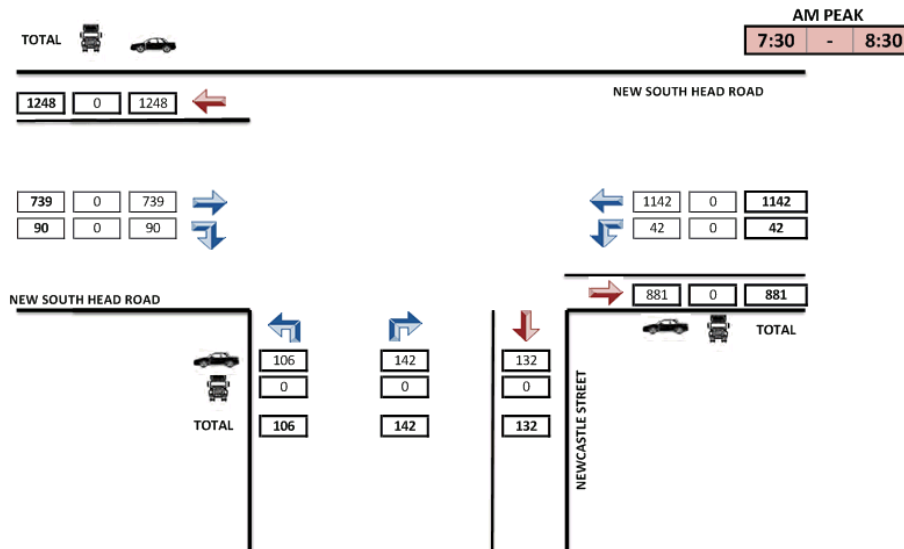 AM PEAK
TOTAL
7:30 - 8:30
NEW SOUTH HEAD ROAD
1248 0 1248
739 0 739 1142 0 1142
90 0 90 42 0 42
NEW SOUTH HEAD ROAD 881 0 881
TOTAL
106 142 132
0 0 0
TOTAL 106 142 132
NEWCASTLE STREET